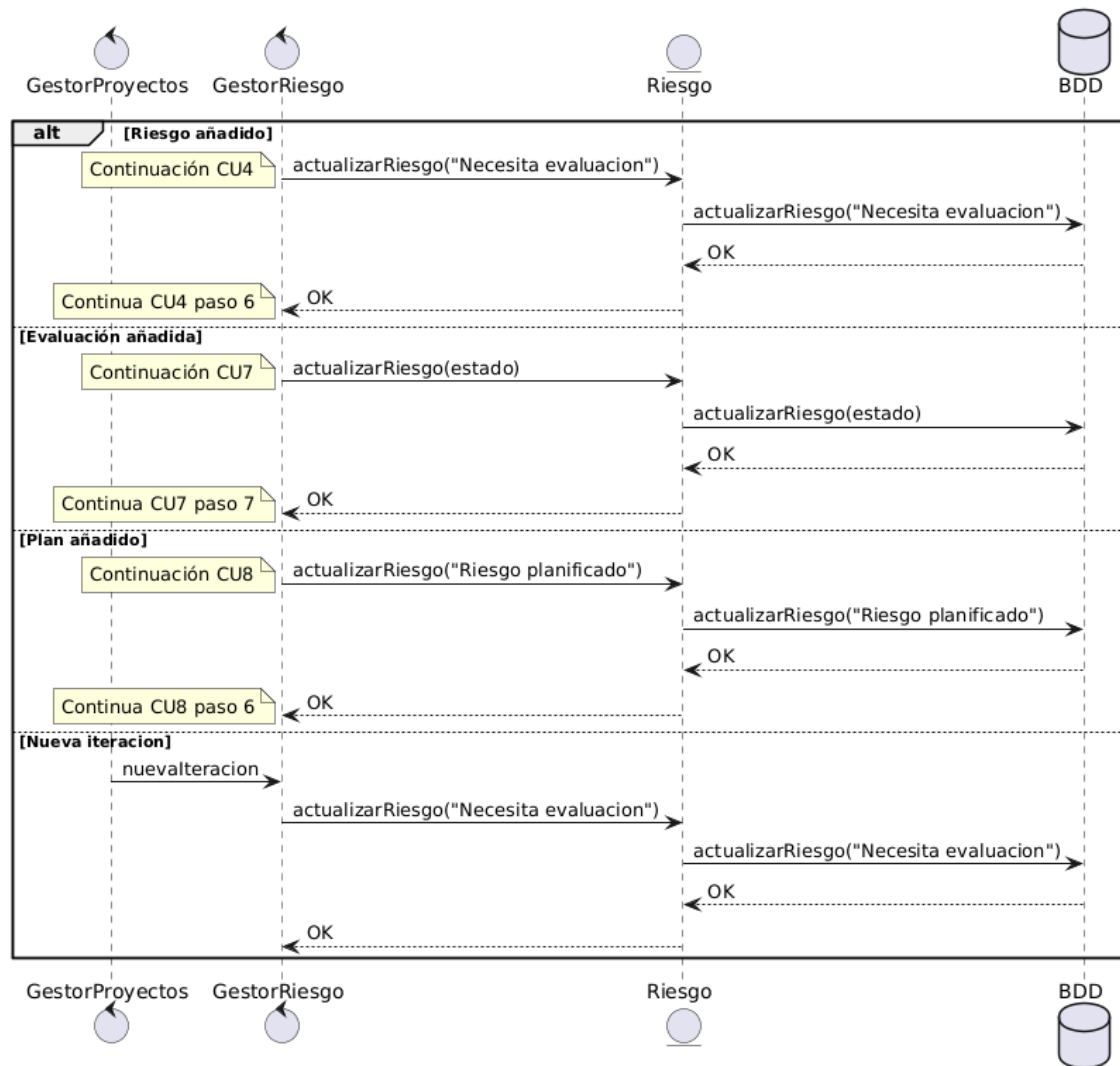 GestorProyectos GestorRiesgo Riesgo BDD
alt [Riesgo añadido]
Continuación CU4 actualizarRiesgo("Necesita evaluacion")
actualizarRiesgo("Necesita evaluacion")
OK
Continua CU4 paso 6 OK
[Evaluación añadida]
Continuación CU7 actualizarRiesgo(estado)
actualizarRiesgo(estado)
OK
Continua CU7 paso 7 OK
[Plan añadido]
Continuación CU8 actualizarRiesgo("Riesgo planificado")
actualizarRiesgo("Riesgo planificado")
OK
Continua CU8 paso 6 OK
[Nueva iteracion]
nuevaIteracion
actualizarRiesgo("Necesita evaluacion")
actualizarRiesgo("Necesita evaluacion")
OK
OK
GestorProyectos GestorRiesgo Riesgo BDD